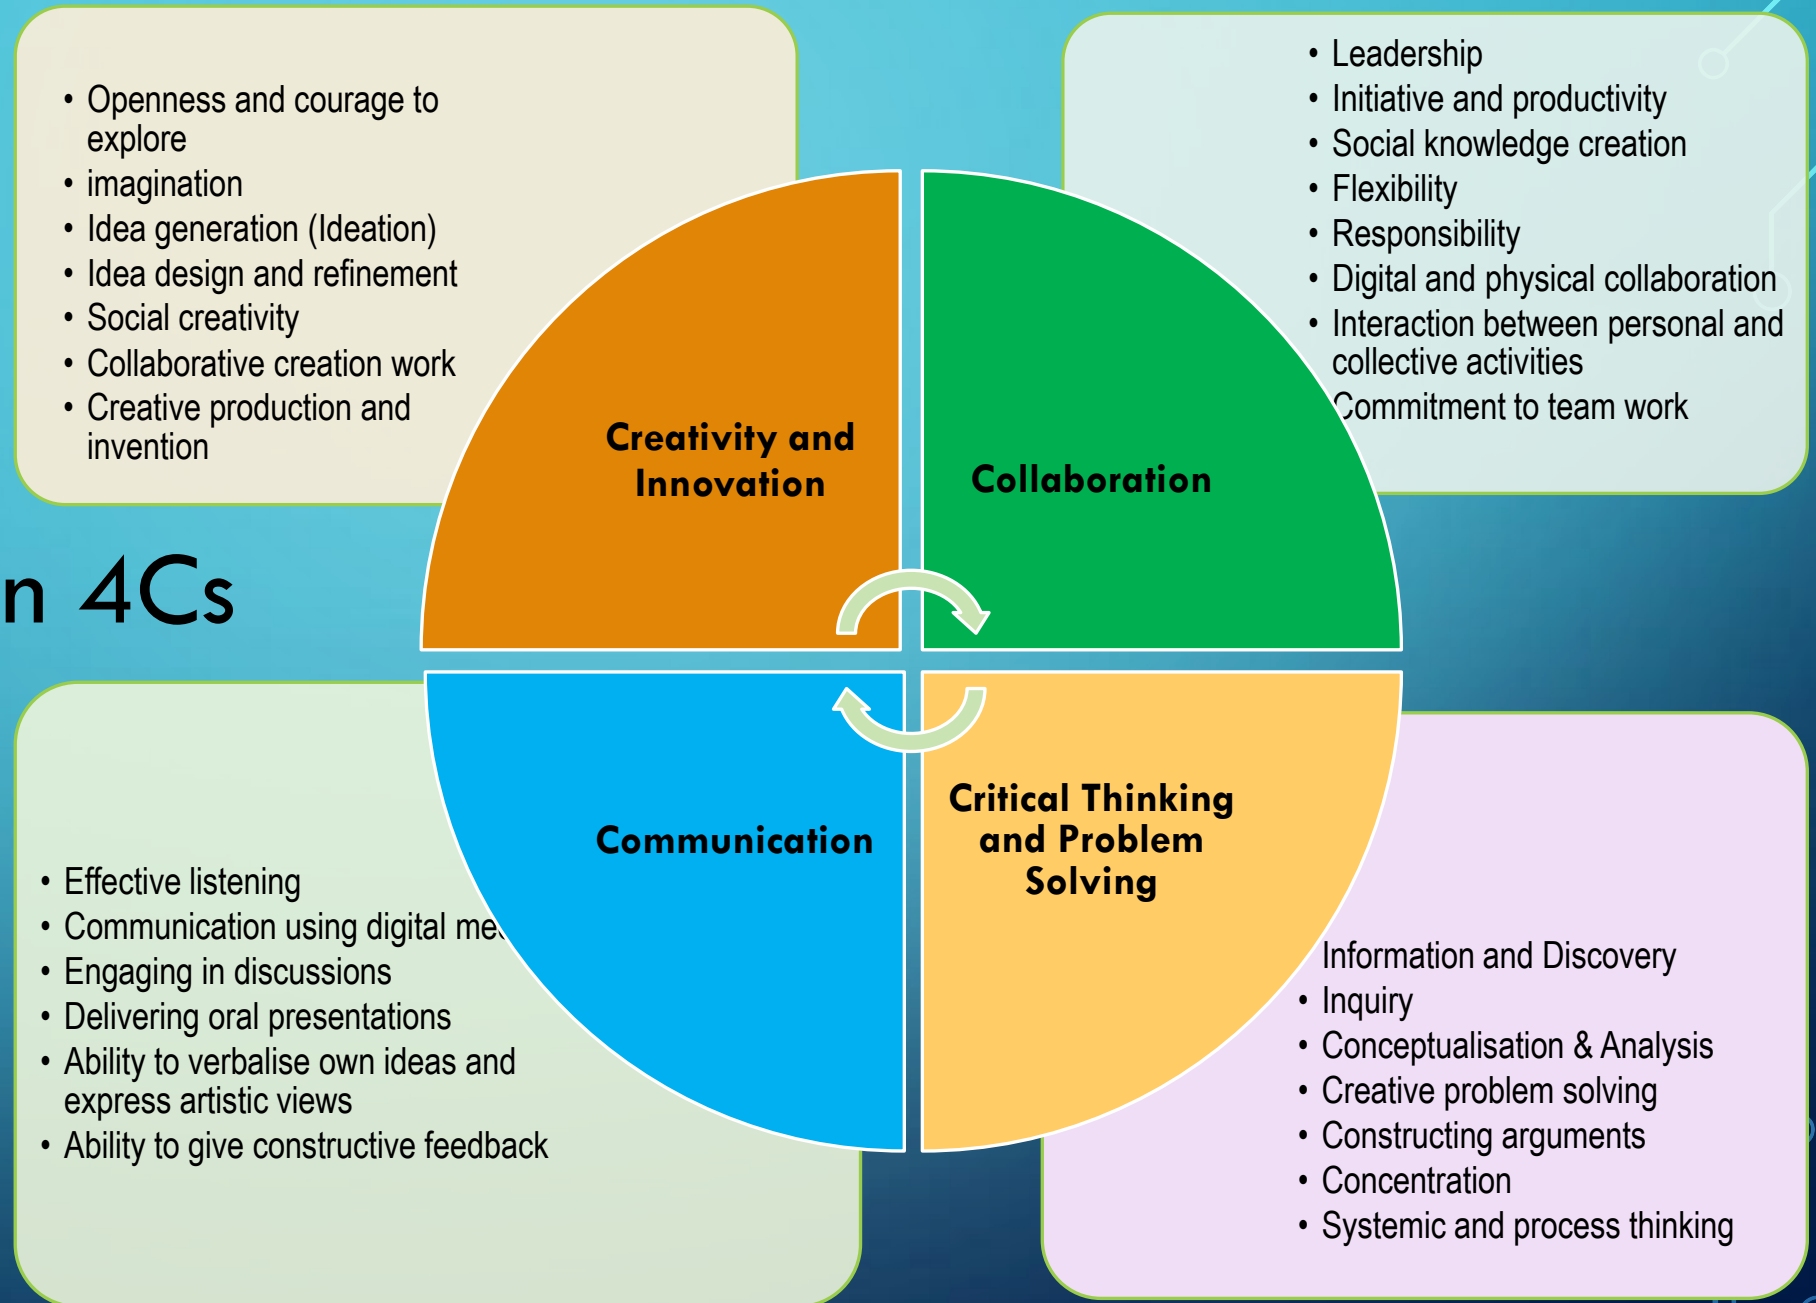 • Openness and courage to
explore
• imagination
• Idea generation (Ideation)
• Idea design and refinement
• Social creativity
• Collaborative creation work
• Creative production and
invention
• Leadership
• Initiative and productivity
• Social knowledge creation
• Flexibility
• Responsibility
• Digital and physical collaboration
• Interaction between personal and
collective activities
Commitment to team work
Creativity and
Innovation
Collaboration
n 4Cs
Communication
Critical Thinking
and Problem
Solving
• Effective listening
• Communication using digital
• Engaging in discussions
• Delivering oral presentations
• Ability to verbalise own ideas and
express artistic views
• Ability to give constructive feedback
Information and Discovery
• Inquiry
• Conceptualisation & Analysis
• Creative problem solving
• Constructing arguments
• Concentration
• Systemic and process thinking